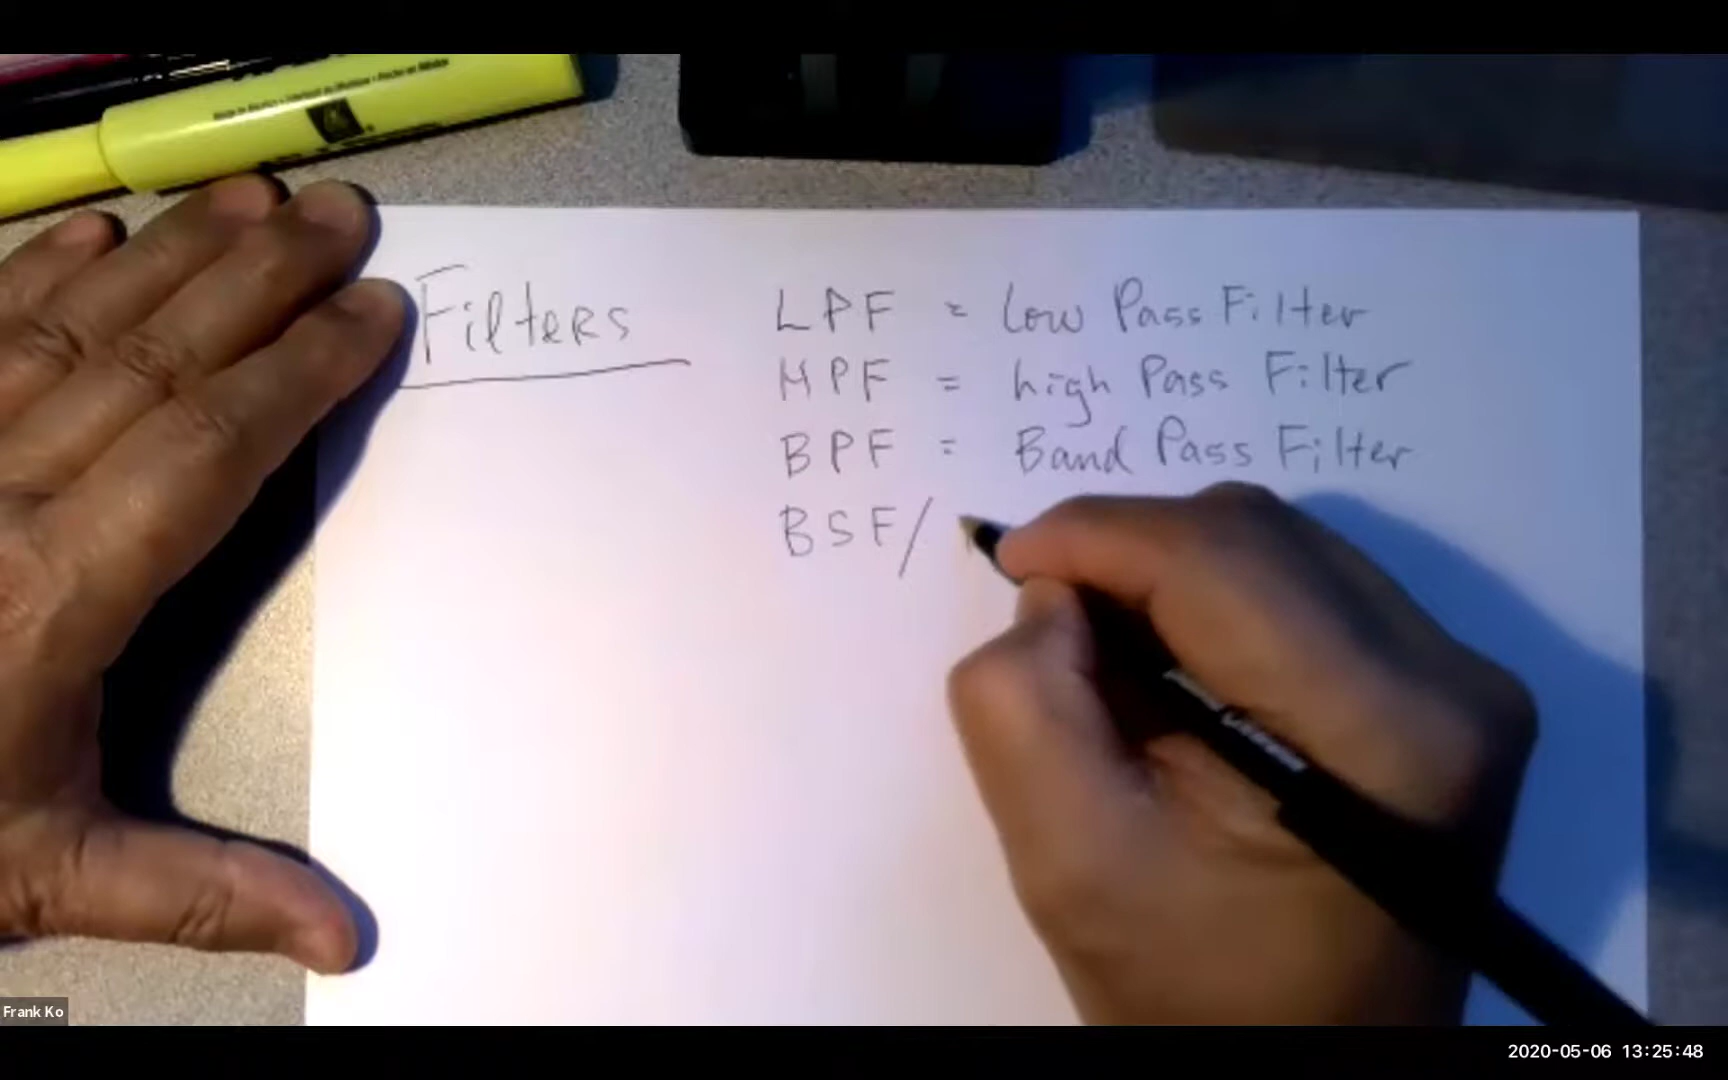 Filters
LPF = Low Pass Filter
HPF = high Pass Filter
BPF = Band Pass Filter
BSF/
Frank Ko
2020-05-06 13:25:48